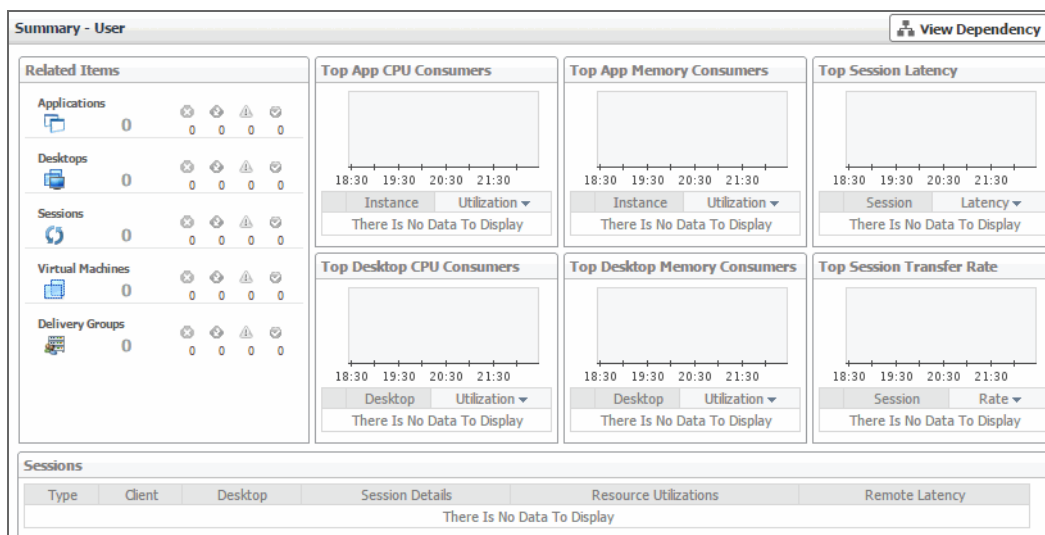 Summary - User
View Dependency
Related Items
Applications
0
0 0 0 0
Desktops
0
0 0 0 0
Sessions
0
0 0 0 0
Virtual Machines
0
0 0 0 0
Delivery Groups
0
0 0 0 0
Top App CPU Consumers
18:30 19:30 20:30 21:30
Instance Utilization
There Is No Data To Display
Top App Memory Consumers
18:30 19:30 20:30 21:30
Instance Utilization
There Is No Data To Display
Top Session Latency
18:30 19:30 20:30 21:30
Session Latency
There Is No Data To Display
Top Desktop CPU Consumers
18:30 19:30 20:30 21:30
Desktop Utilization
There Is No Data To Display
Top Desktop Memory Consumers
18:30 19:30 20:30 21:30
Desktop Utilization
There Is No Data To Display
Top Session Transfer Rate
18:30 19:30 20:30 21:30
Session Rate
There Is No Data To Display
Sessions
Type Client Desktop Session Details Resource Utilizations Remote Latency
There Is No Data To Display